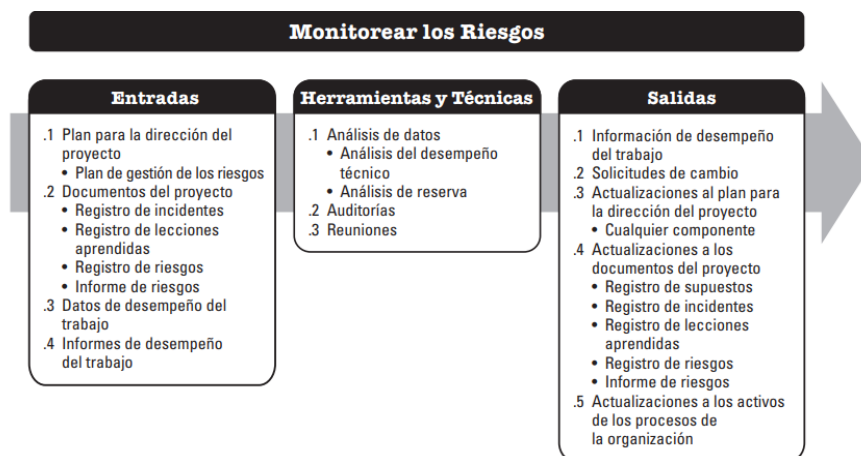 Monitorear los Riesgos
Entradas
.1 Plan para la dirección del
proyecto
• Plan de gestión de los riesgos
.2 Documentos del proyecto
• Registro de incidentes
• Registro de lecciones
aprendidas
• Registro de riesgos
• Informe de riesgos
.3 Datos de desempeño del
trabajo
.4 Informes de desempeño
del trabajo
Herramientas y Técnicas
.1 Análisis de datos
• Análisis del desempeño
técnico
• Análisis de reserva
.2 Auditorías
.3 Reuniones
Salidas
.1 Información de desempeño
del trabajo
.2 Solicitudes de cambio
.3 Actualizaciones al plan para
la dirección del proyecto
• Cualquier componente
.4 Actualizaciones a los
documentos del proyecto
• Registro de supuestos
• Registro de incidentes
• Registro de lecciones
aprendidas
• Registro de riesgos
• Informe de riesgos
.5 Actualizaciones a los activos
de los procesos de
la organización